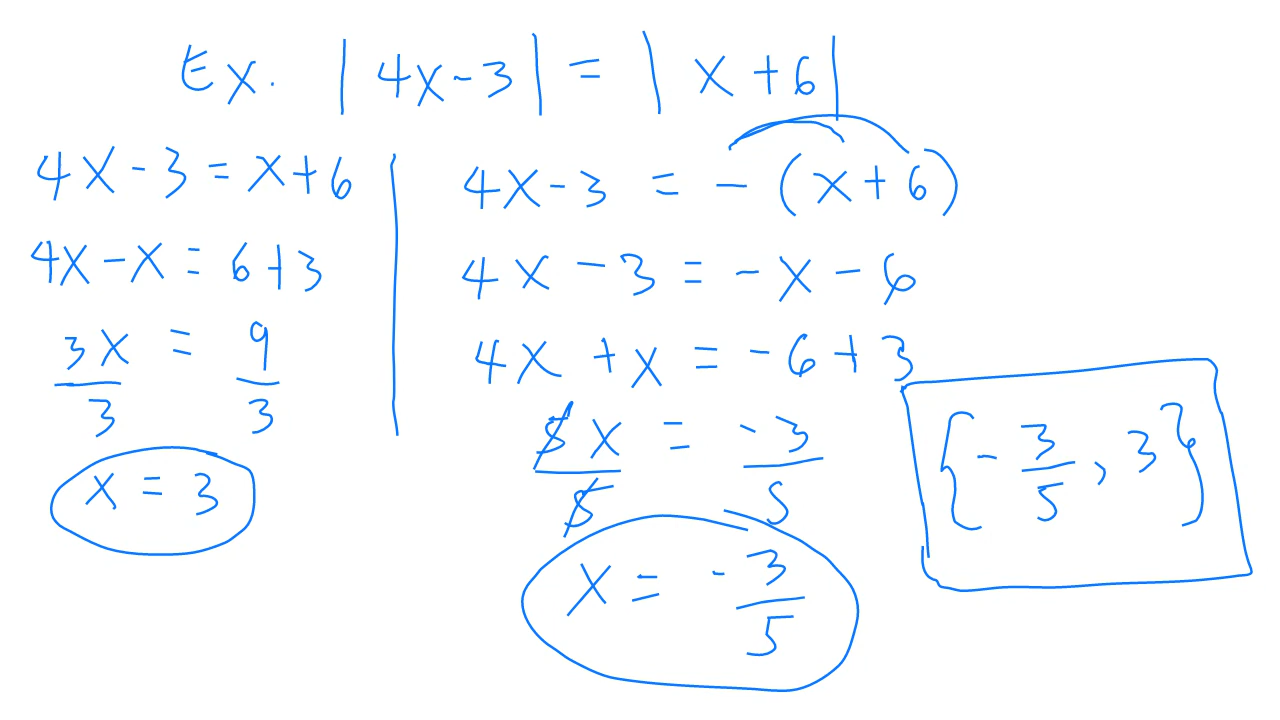 Ex. |4x-3| = |x+6|
4x-3 = x+6
4x-x = 6+3
3x/3 = 9/3
x = 3
4x-3 = -(x+6)
4x-3 = -x-6
4x+x = -6+3
5x/5 = -3/5
x = -3/5
{-3/5, 3}